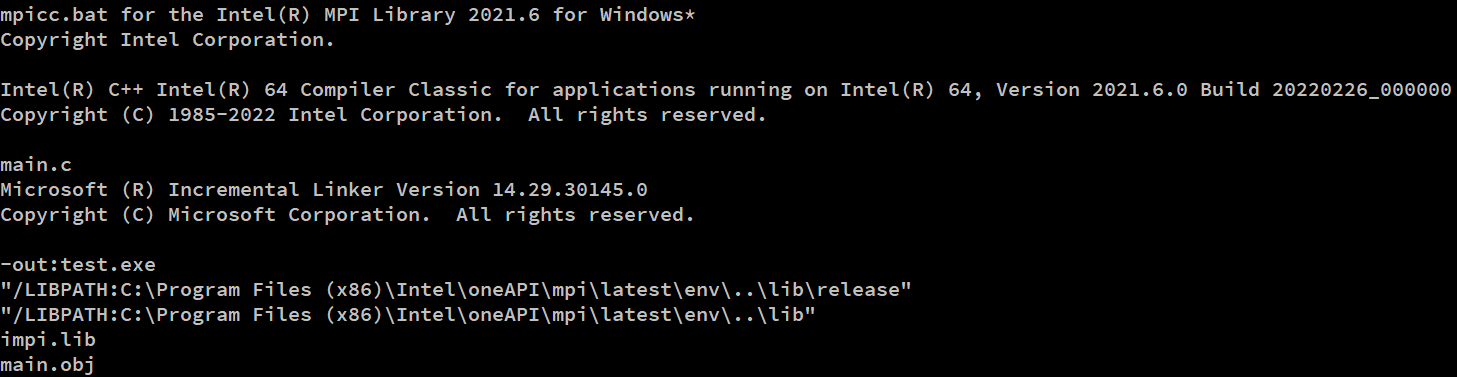 mpicc.bat for the Intel(R) MPI Library 2021.6 for Windows*
Copyright Intel Corporation.
Intel(R) C++ Intel(R) 64 Compiler Classic for applications running on Intel(R) 64, Version 2021.6.0 Build 20220226_000000
Copyright (C) 1985-2022 Intel Corporation.  All rights reserved.
main.c
Microsoft (R) Incremental Linker Version 14.29.30145.0
Copyright (C) Microsoft Corporation.  All rights reserved.
-out:test.exe
"/LIBPATH:C:\Program Files (x86)\Intel\oneAPI\mpi\latest\env\..\lib\release"
"/LIBPATH:C:\Program Files (x86)\Intel\oneAPI\mpi\latest\env\..\lib"
impi.lib
main.obj